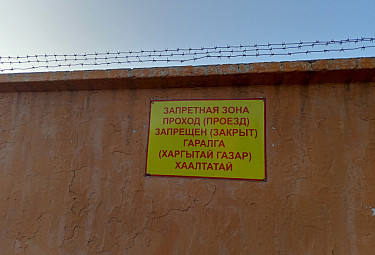 ЗАПРЕТНАЯ ЗОНА
ПРОХОД (ПРОЕЗД)
ЗАПРЕЩЕН (ЗАКРЫТ)
ГАРАЛГА
(ХАРГЫТАЙ ГАЗАР)
ХААЛТАТАЙ